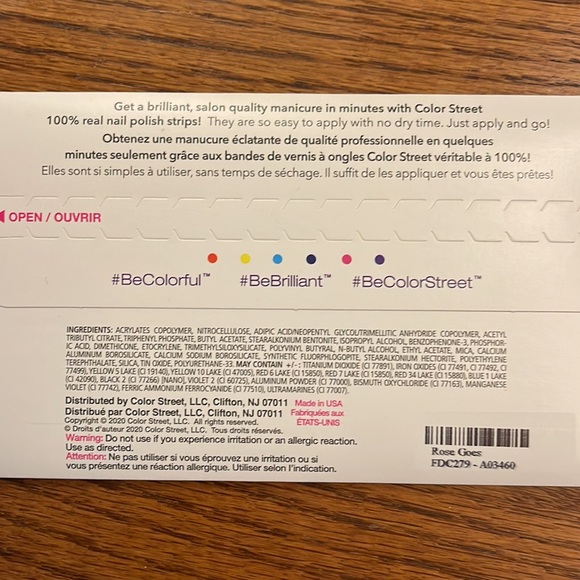 Get a brilliant, salon quality manicure in minutes with Color Street
100% real nail polish strips! They are so easy to apply with no dry time. Just apply and go!
Obtenez une manucure éclatante de qualité professionelle en quelques
minutes seulement grâce aux bandes de vernis à ongles Color Street véritable à 100%!
Elles sont si simples à utiliser, sans temps de séchage. Il suffit de les appliquer et vous êtes prêtes!
OPEN / OUVRIR
#BeColorful™ #BeBrilliant™ #BeColorStreet™
INGREDIENTS: ACRYLATES COPOLYMER, NITROCELLULOSE, ADIPIC ACID/NEOPENTYL GLYCOL/TRIMELLITIC ANHYDRIDE COPOLYMER, ACETYL
TRIBUTYL CITRATE, TRIPHENYL PHOSPHATE, BUTYL ACETATE, STEARALKONIUM BENTONITE, ISOPROPYL ALCOHOL, BENZOPHENONE-3, PHOSPHOR-
IC ACID, DIMETHICONE, ETOCRYLENE, TRIMETHYLSILOXYSILICATE, POLYVINYL BUTYRAL, N-BUTYL ALCOHOL, ETHYL ACETATE, MICA, CALCIUM
ALUMINUM BOROSILICATE, CALCIUM SODIUM BOROSILICATE, SYNTHETIC FLUORPHLOGOPITE, STEARALKONIUM HECTORITE, POLYETHYLENE
TEREPHTHALATE, SILICA, TIN OXIDE, POLYURETHANE-33. MAY CONTAIN +/-: TITANIUM DIOXIDE (CI 77891), IRON OXIDES (CI 77491, CI 77492, CI
77499), YELLOW 5 LAKE (CI 19140), YELLOW 10 LAKE (CI 47005), RED 6 LAKE (CI 15850), RED 7 LAKE (CI 15850), RED 34 LAKE (CI 15880), BLUE 1 LAKE
(CI 42090), BLACK 2 (CI 77266) [NANO], VIOLET 2 (CI 60725), ALUMINUM POWDER (CI 77000), BISMUTH OXYCHLORIDE (CI 77163), MANGANESE
VIOLET (CI 77742), FERRIC AMMONIUM FERROCYANIDE (CI 77510), ULTRAMARINES (CI 77007).
Distributed by Color Street, LLC, Clifton, NJ 07011 Made in USA
Distribué par Color Street, LLC, Clifton, NJ 07011 Fabriquées aux
Copyright © 2020 Color Street, LLC. All rights reserved. ÉTATS-UNIS
© Droits d'auteur 2020 Color Street, LLC. Tous droits réservés.
Warning: Do not use if you experience irritation or an allergic reaction.
Use as directed.
Attention: Ne pas utiliser si vous éprouvez une irritation ou si
vous présentez une réaction allergique. Utiliser selon l'indication.
Rose Goes
FDC279 - A03460